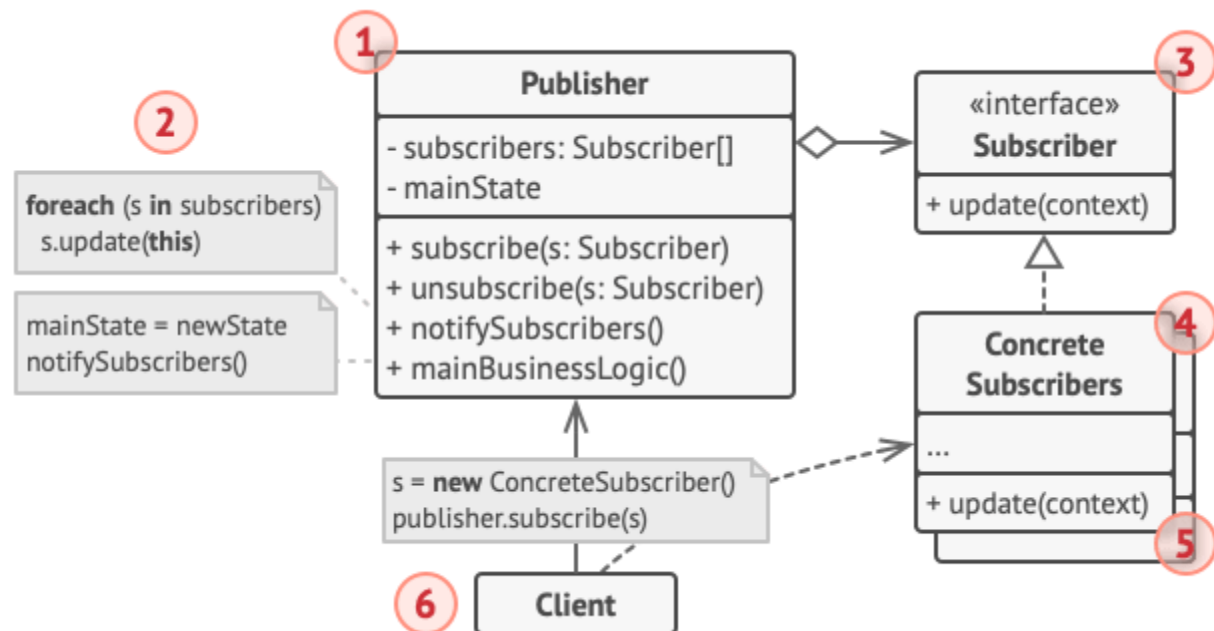 1
Publisher
- subscribers: Subscriber[]
- mainState
+ subscribe(s: Subscriber)
+ unsubscribe(s: Subscriber)
+ notifySubscribers()
+ mainBusinessLogic()
2
foreach (s in subscribers)
s.update(this)
mainState = newState
notifySubscribers()
3
«interface»
Subscriber
+ update(context)
4
Concrete
Subscribers
...
+ update(context)
5
s = new ConcreteSubscriber()
publisher.subscribe(s)
6
Client